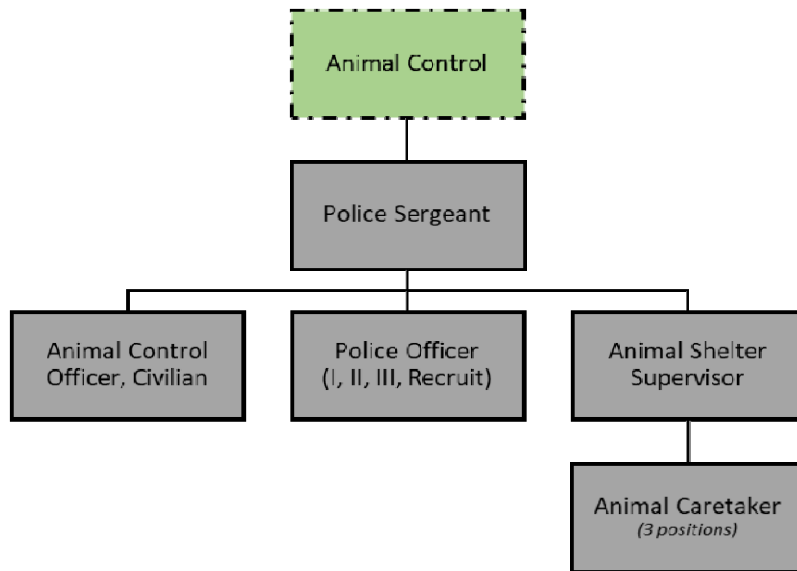 Animal Control
Police Sergeant
Animal Control
Officer, Civilian
Police Officer
(I, II, III, Recruit)
Animal Shelter
Supervisor
Animal Caretaker
(3 positions)